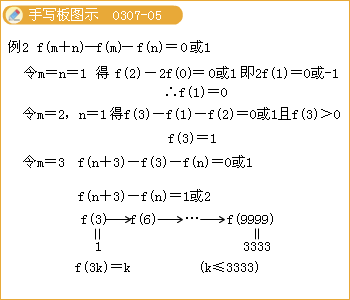 手写板图示 0307-05
例2 f(m+n)-f(m)-f(n)=0或1
令m=n=1 得 f(2)-2f(0)=0或1即2f(1)=0或-1
∴f(1)=0
令m=2, n=1得f(3)-f(1)-f(2)=0或1且f(3)>0
f(3)=1
令m=3 f(n+3)-f(3)-f(n)=0或1
f(n+3)-f(n)=1或2
f(3)→f(6)→…→f(9999)
॥ ॥
1 3333
f(3k)=k (k≤3333)